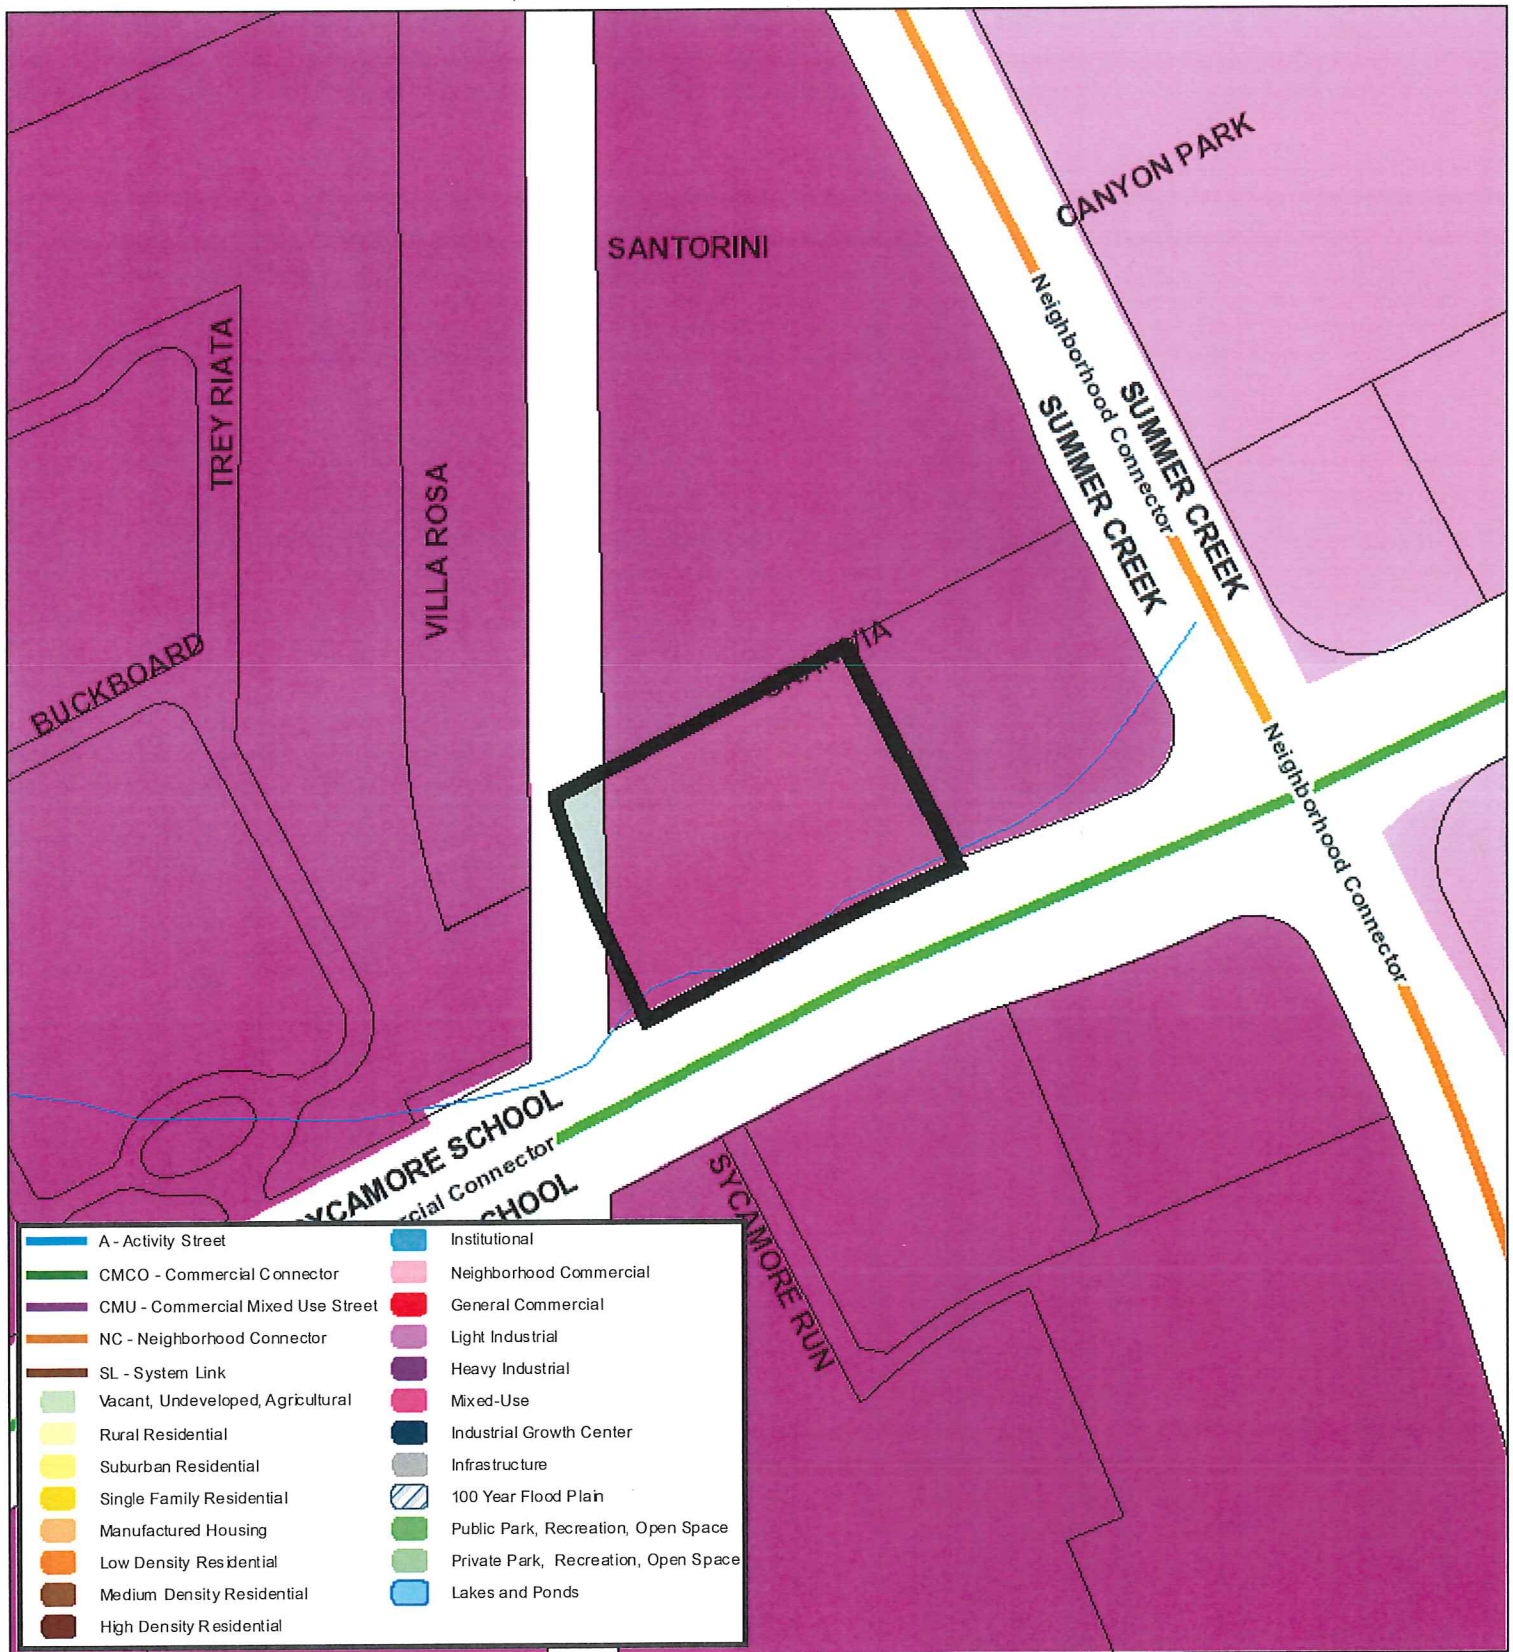 CANYON PARK
SANTORINI
Neighborhood Connector
SUMMER CREEK
SUMMER CREEK
TREY RIATA
VILLA ROSA
BUCKBOARD
VIA
Neighborhood Connector
SYCAMORE SCHOOL
rcial Connector
CHOOL
SYCAMORE RUN
A - Activity Street
CMCO - Commercial Connector
CMU - Commercial Mixed Use Street
NC - Neighborhood Connector
SL - System Link
Vacant, Undeveloped, Agricultural
Rural Residential
Suburban Residential
Single Family Residential
Manufactured Housing
Low Density Residential
Medium Density Residential
High Density Residential
Institutional
Neighborhood Commercial
General Commercial
Light Industrial
Heavy Industrial
Mixed-Use
Industrial Growth Center
Infrastructure
100 Year Flood Plain
Public Park, Recreation, Open Space
Private Park, Recreation, Open Space
Lakes and Ponds